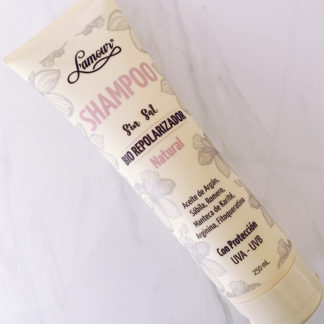 L'amour
SHAMPOO
Sin Sal
BIO REPOLARIZADOR
Natural
Aceite de Argán,
Sábila, Romero,
Manteca de Karité,
Arginina, Fitoqueratina
Con Protección
UVA - UVB
250 mL